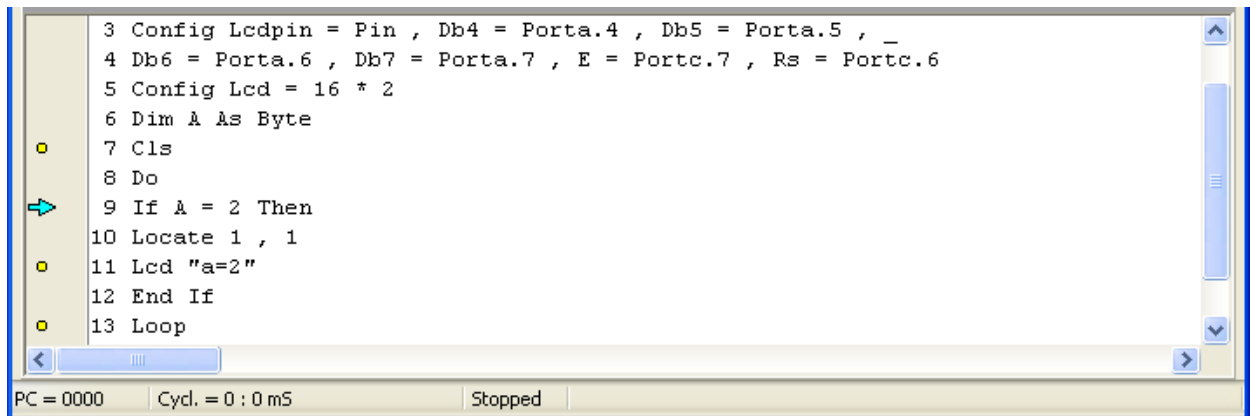 3 Config Lcdpin = Pin , Db4 = Porta.4 , Db5 = Porta.5 , _
4 Db6 = Porta.6 , Db7 = Porta.7 , E = Portc.7 , Rs = Portc.6
5 Config Lcd = 16 * 2
6 Dim A As Byte
7 Cls
8 Do
9 If A = 2 Then
10 Locate 1 , 1
11 Lcd "a=2"
12 End If
13 Loop
PC = 0000 Cycl. = 0 : 0 mS Stopped